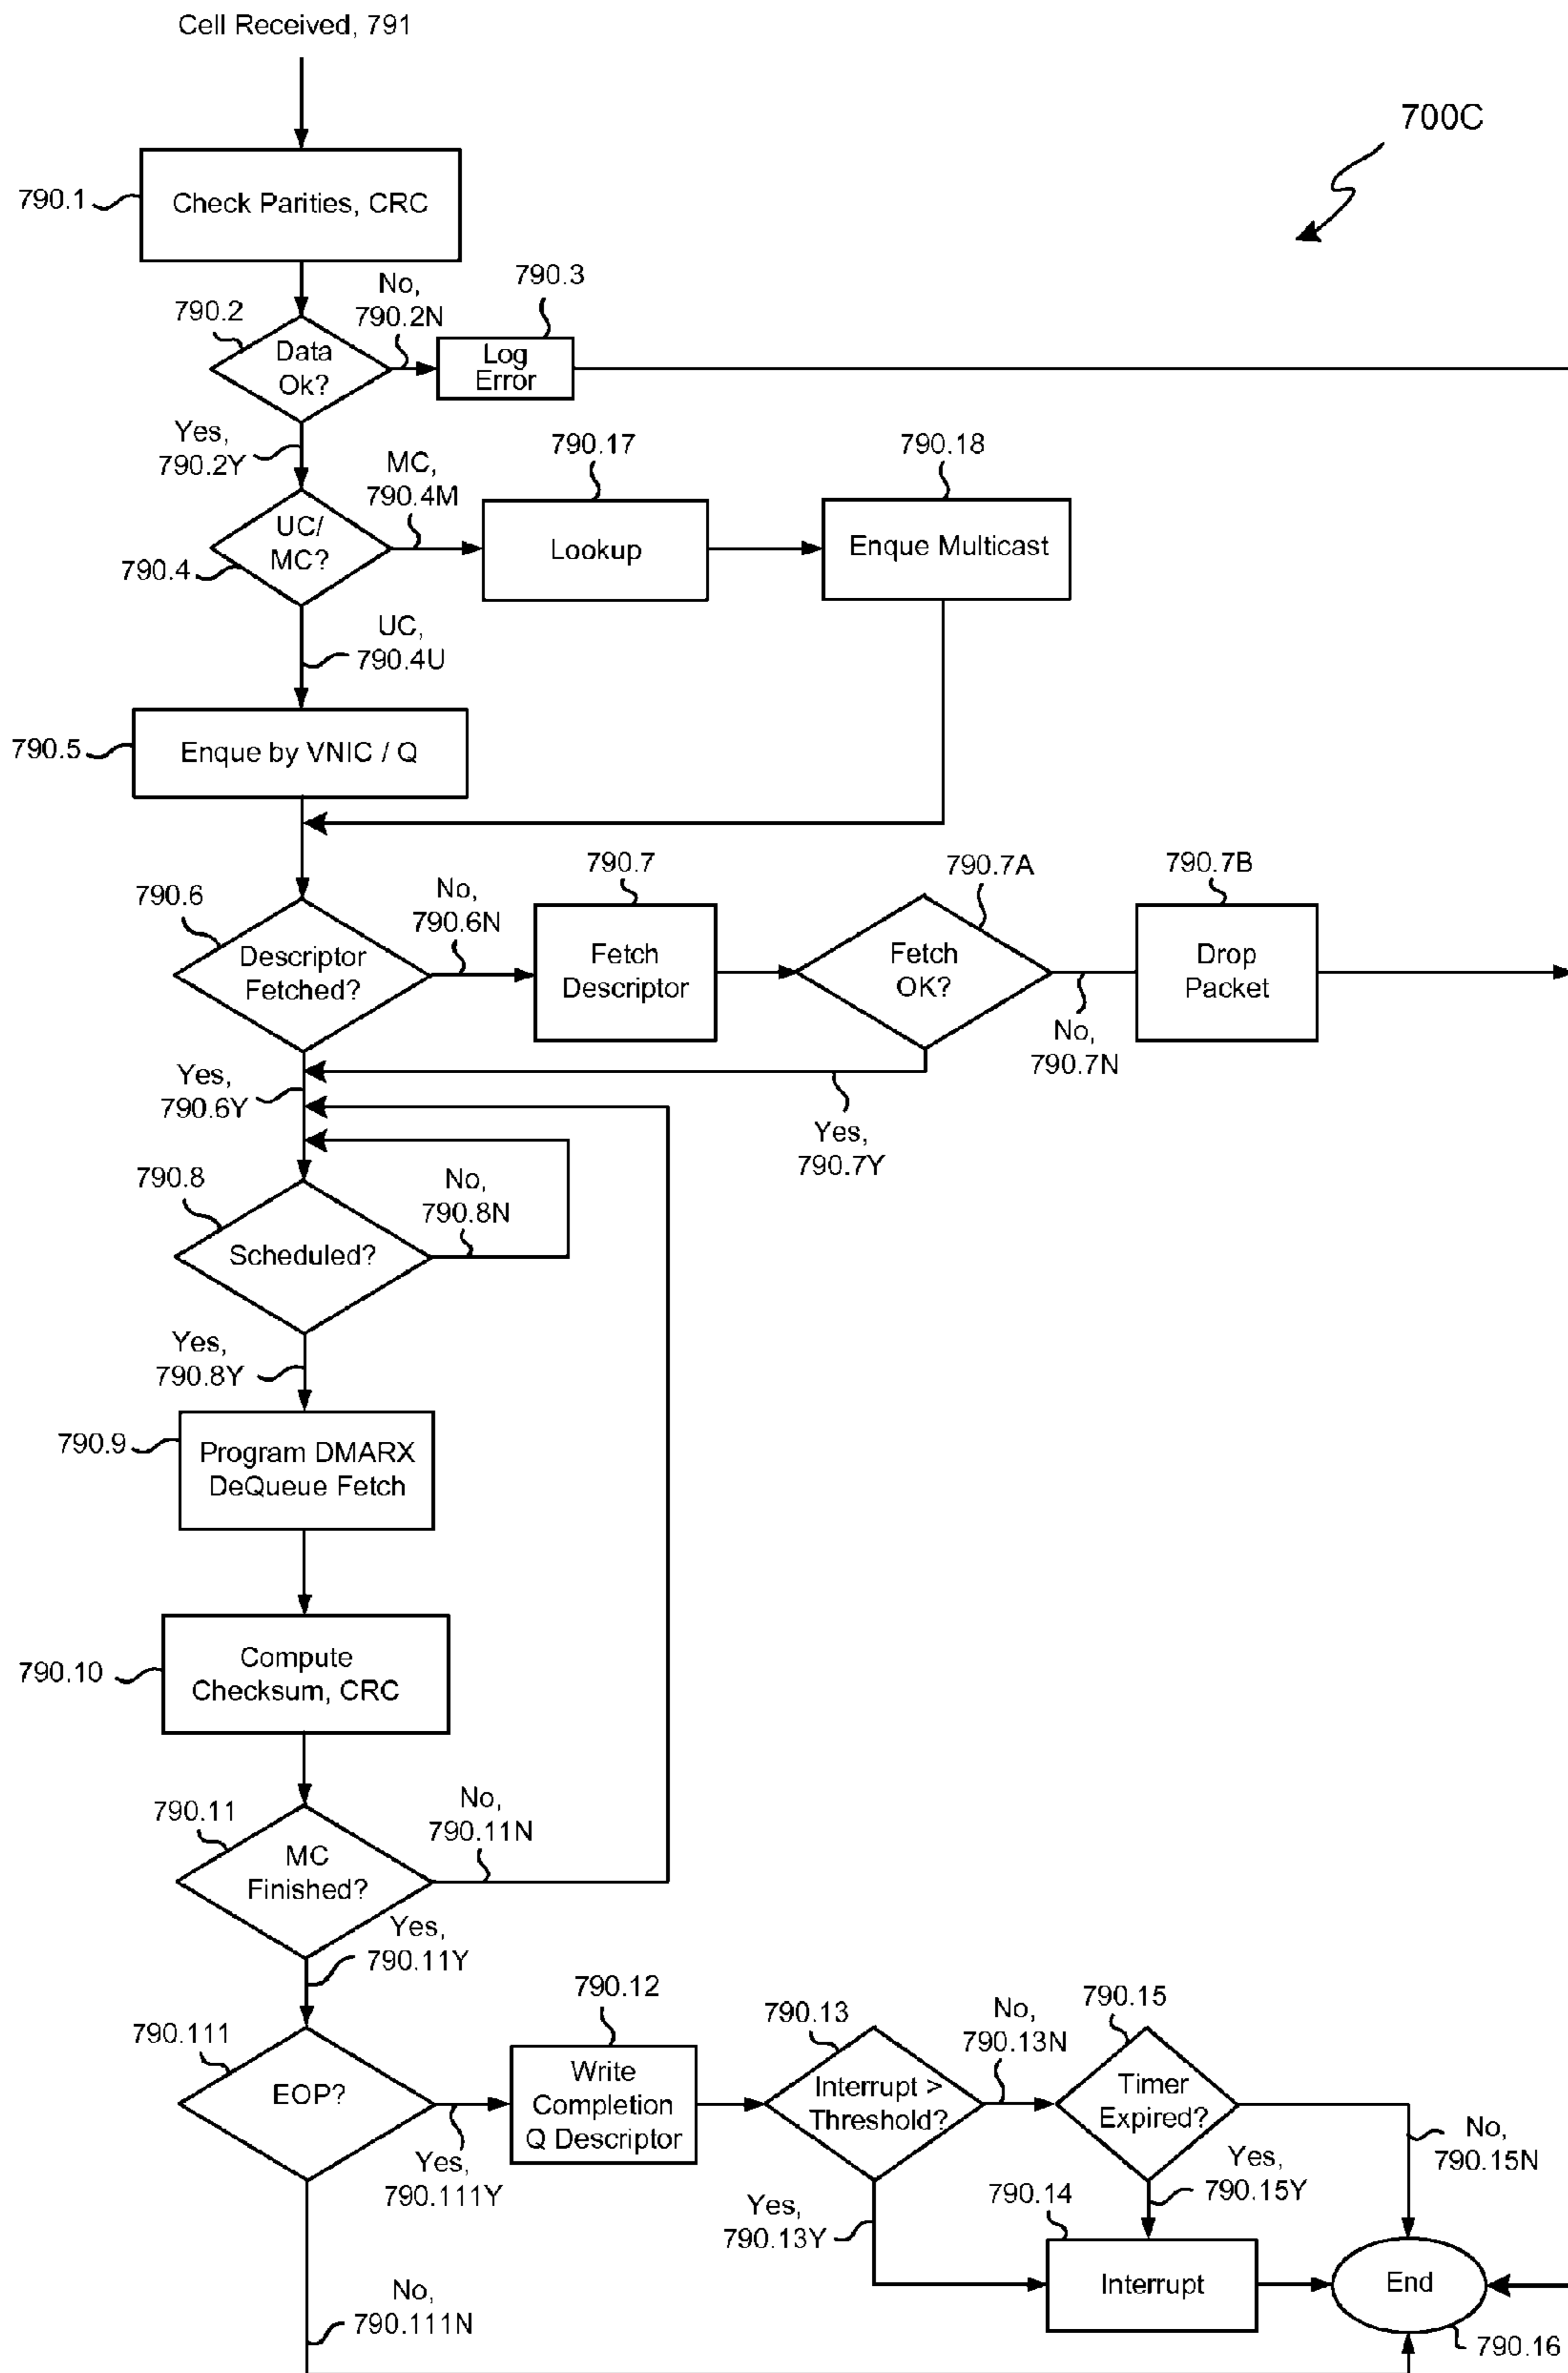 Cell Received, 791
700C
790.1
Check Parities, CRC
790.2
Data
Ok?
No,
790.2N
790.3
Log
Error
Yes,
790.2Y
790.4
UC/
MC?
MC,
790.4M
790.17
Lookup
790.18
Enque Multicast
UC,
790.4U
790.5
Enque by VNIC / Q
790.6
Descriptor
Fetched?
No,
790.6N
790.7
Fetch
Descriptor
790.7A
Fetch
OK?
No,
790.7N
790.7B
Drop
Packet
Yes,
790.6Y
Yes,
790.7Y
790.8
Scheduled?
No,
790.8N
Yes,
790.8Y
790.9
Program DMARX
DeQueue Fetch
790.10
Compute
Checksum, CRC
790.11
MC
Finished?
No,
790.11N
Yes,
790.11Y
790.111
EOP?
Yes,
790.111Y
790.12
Write
Completion
Q Descriptor
790.13
Interrupt >
Threshold?
No,
790.13N
790.15
Timer
Expired?
No,
790.15N
Yes,
790.15Y
Yes,
790.13Y
790.14
Interrupt
End
790.16
No,
790.111N